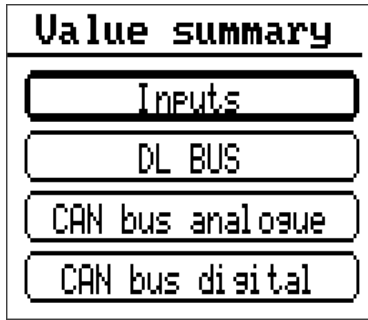 Value summary
Inputs
DL BUS
CAN bus analogue
CAN bus digital